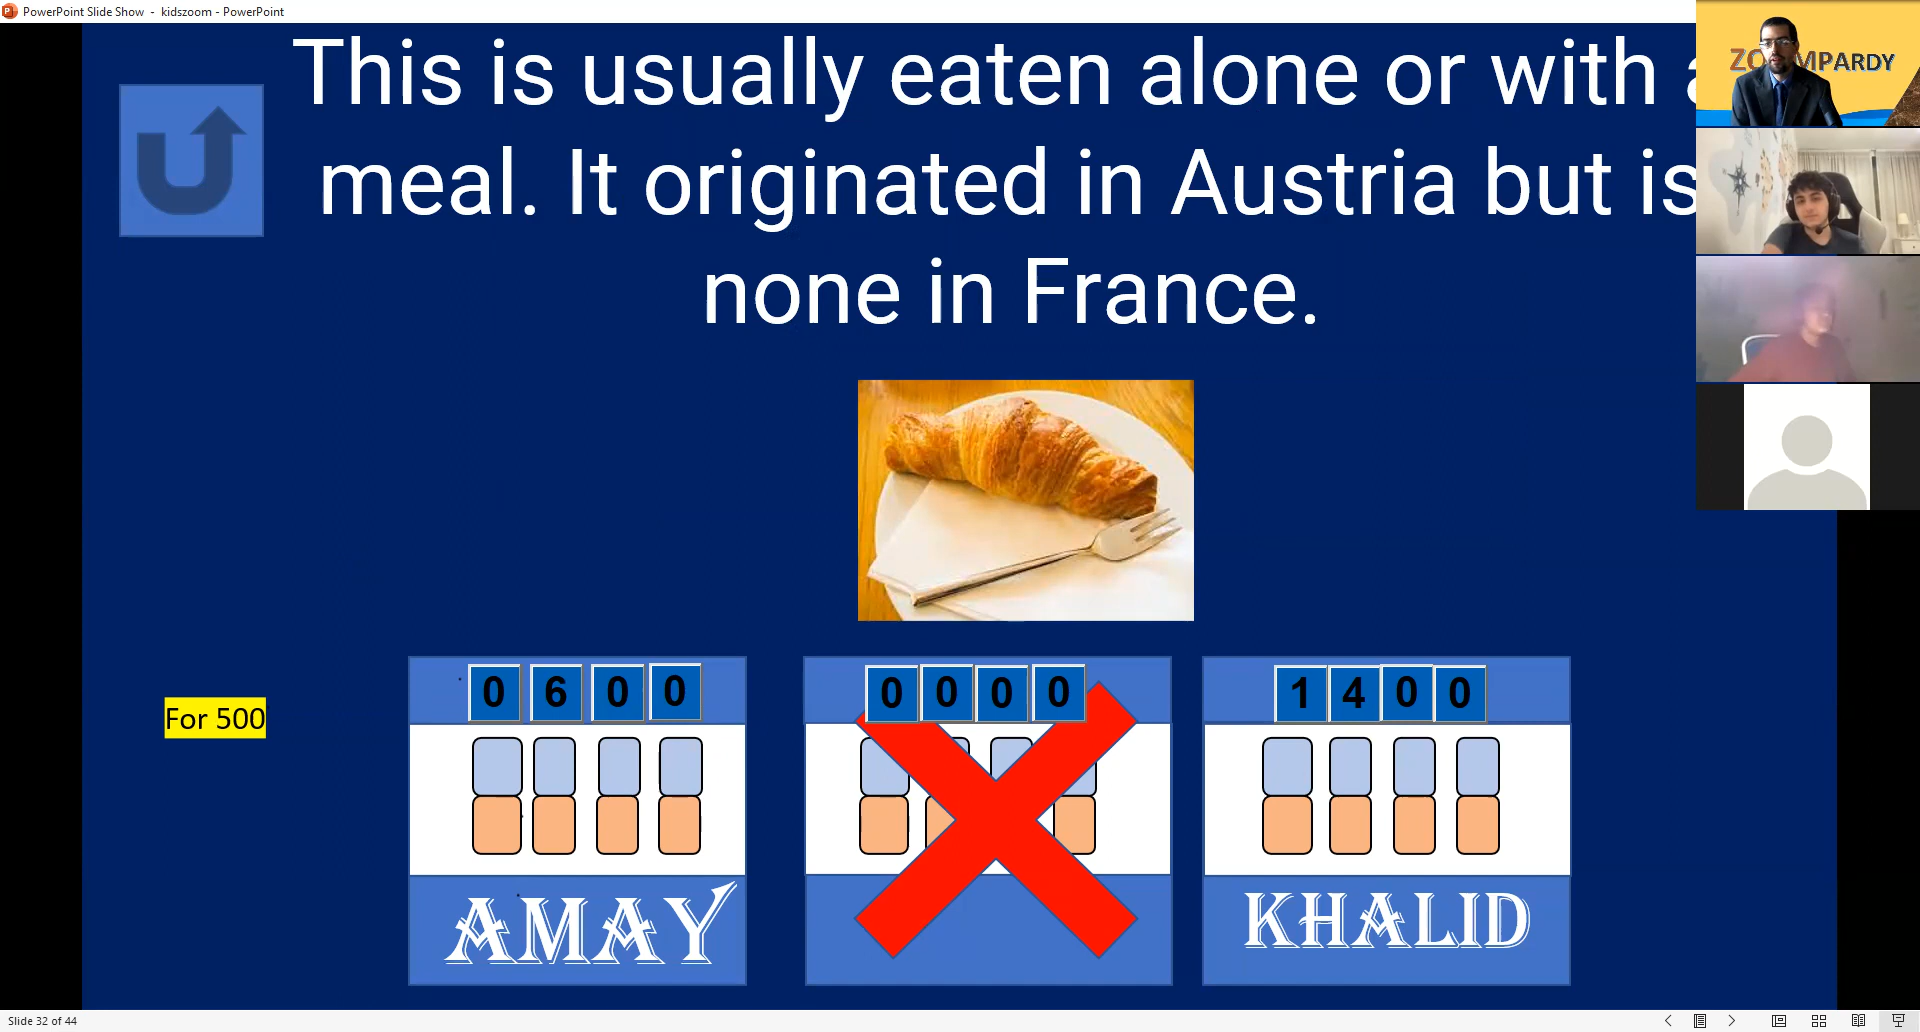 PowerPoint Slide Show - kidszoom - PowerPoint
This is usually eaten alone or with a
meal. It originated in Austria but is
none in France.
MPARDY
For 500
0 6 0 0
0 0 0 0
1 4 0 0
AMAY
KHALID
Slide 32 of 44